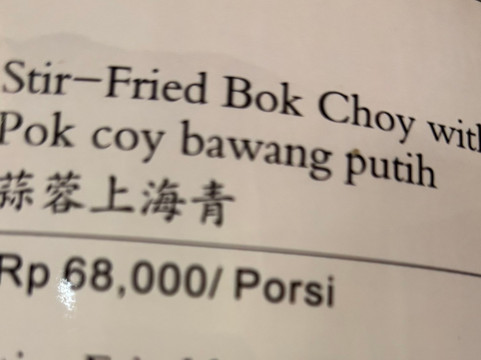 Stir-Fried Bok Choy with
Pok coy bawang putih
蒜蓉上海青
Rp 68,000/ Porsi